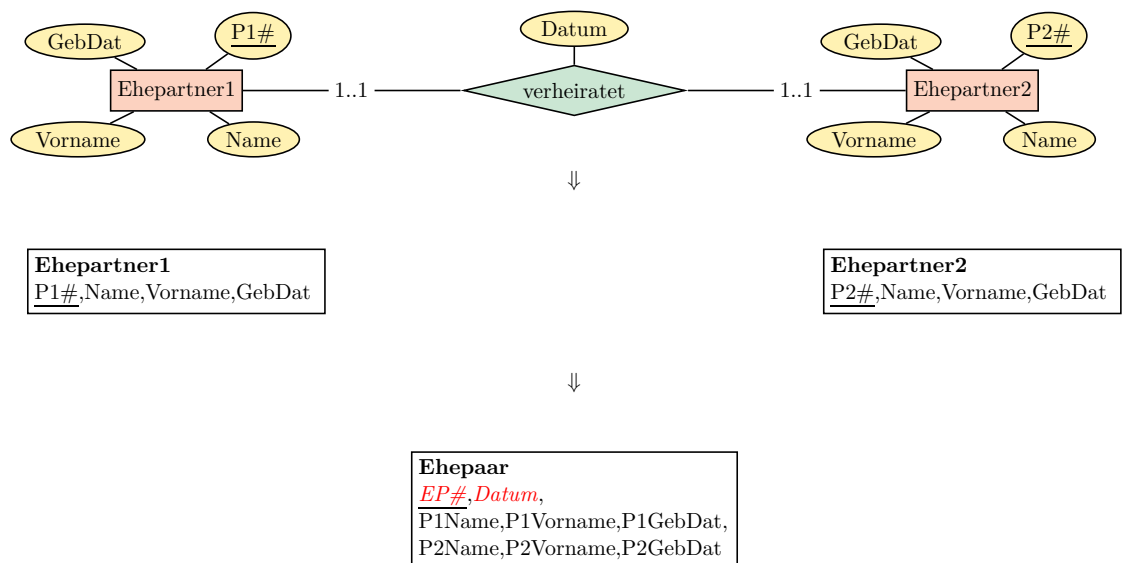 GebDat P1# Datum GebDat P2#
Ehepartner1 1..1 verheiratet 1..1 Ehepartner2
Vorname Name Vorname Name
⇓
Ehepartner1 Ehepartner2
P1#,Name,Vorname,GebDat P2#,Name,Vorname,GebDat
⇓
Ehepaar
EP#,Datum,
P1Name,P1Vorname,P1GebDat,
P2Name,P2Vorname,P2GebDat